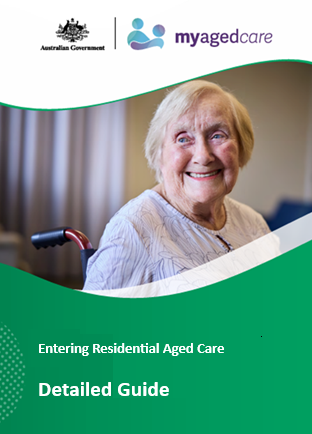 Australian Government
myagedcare
Entering Residential Aged Care
Detailed Guide